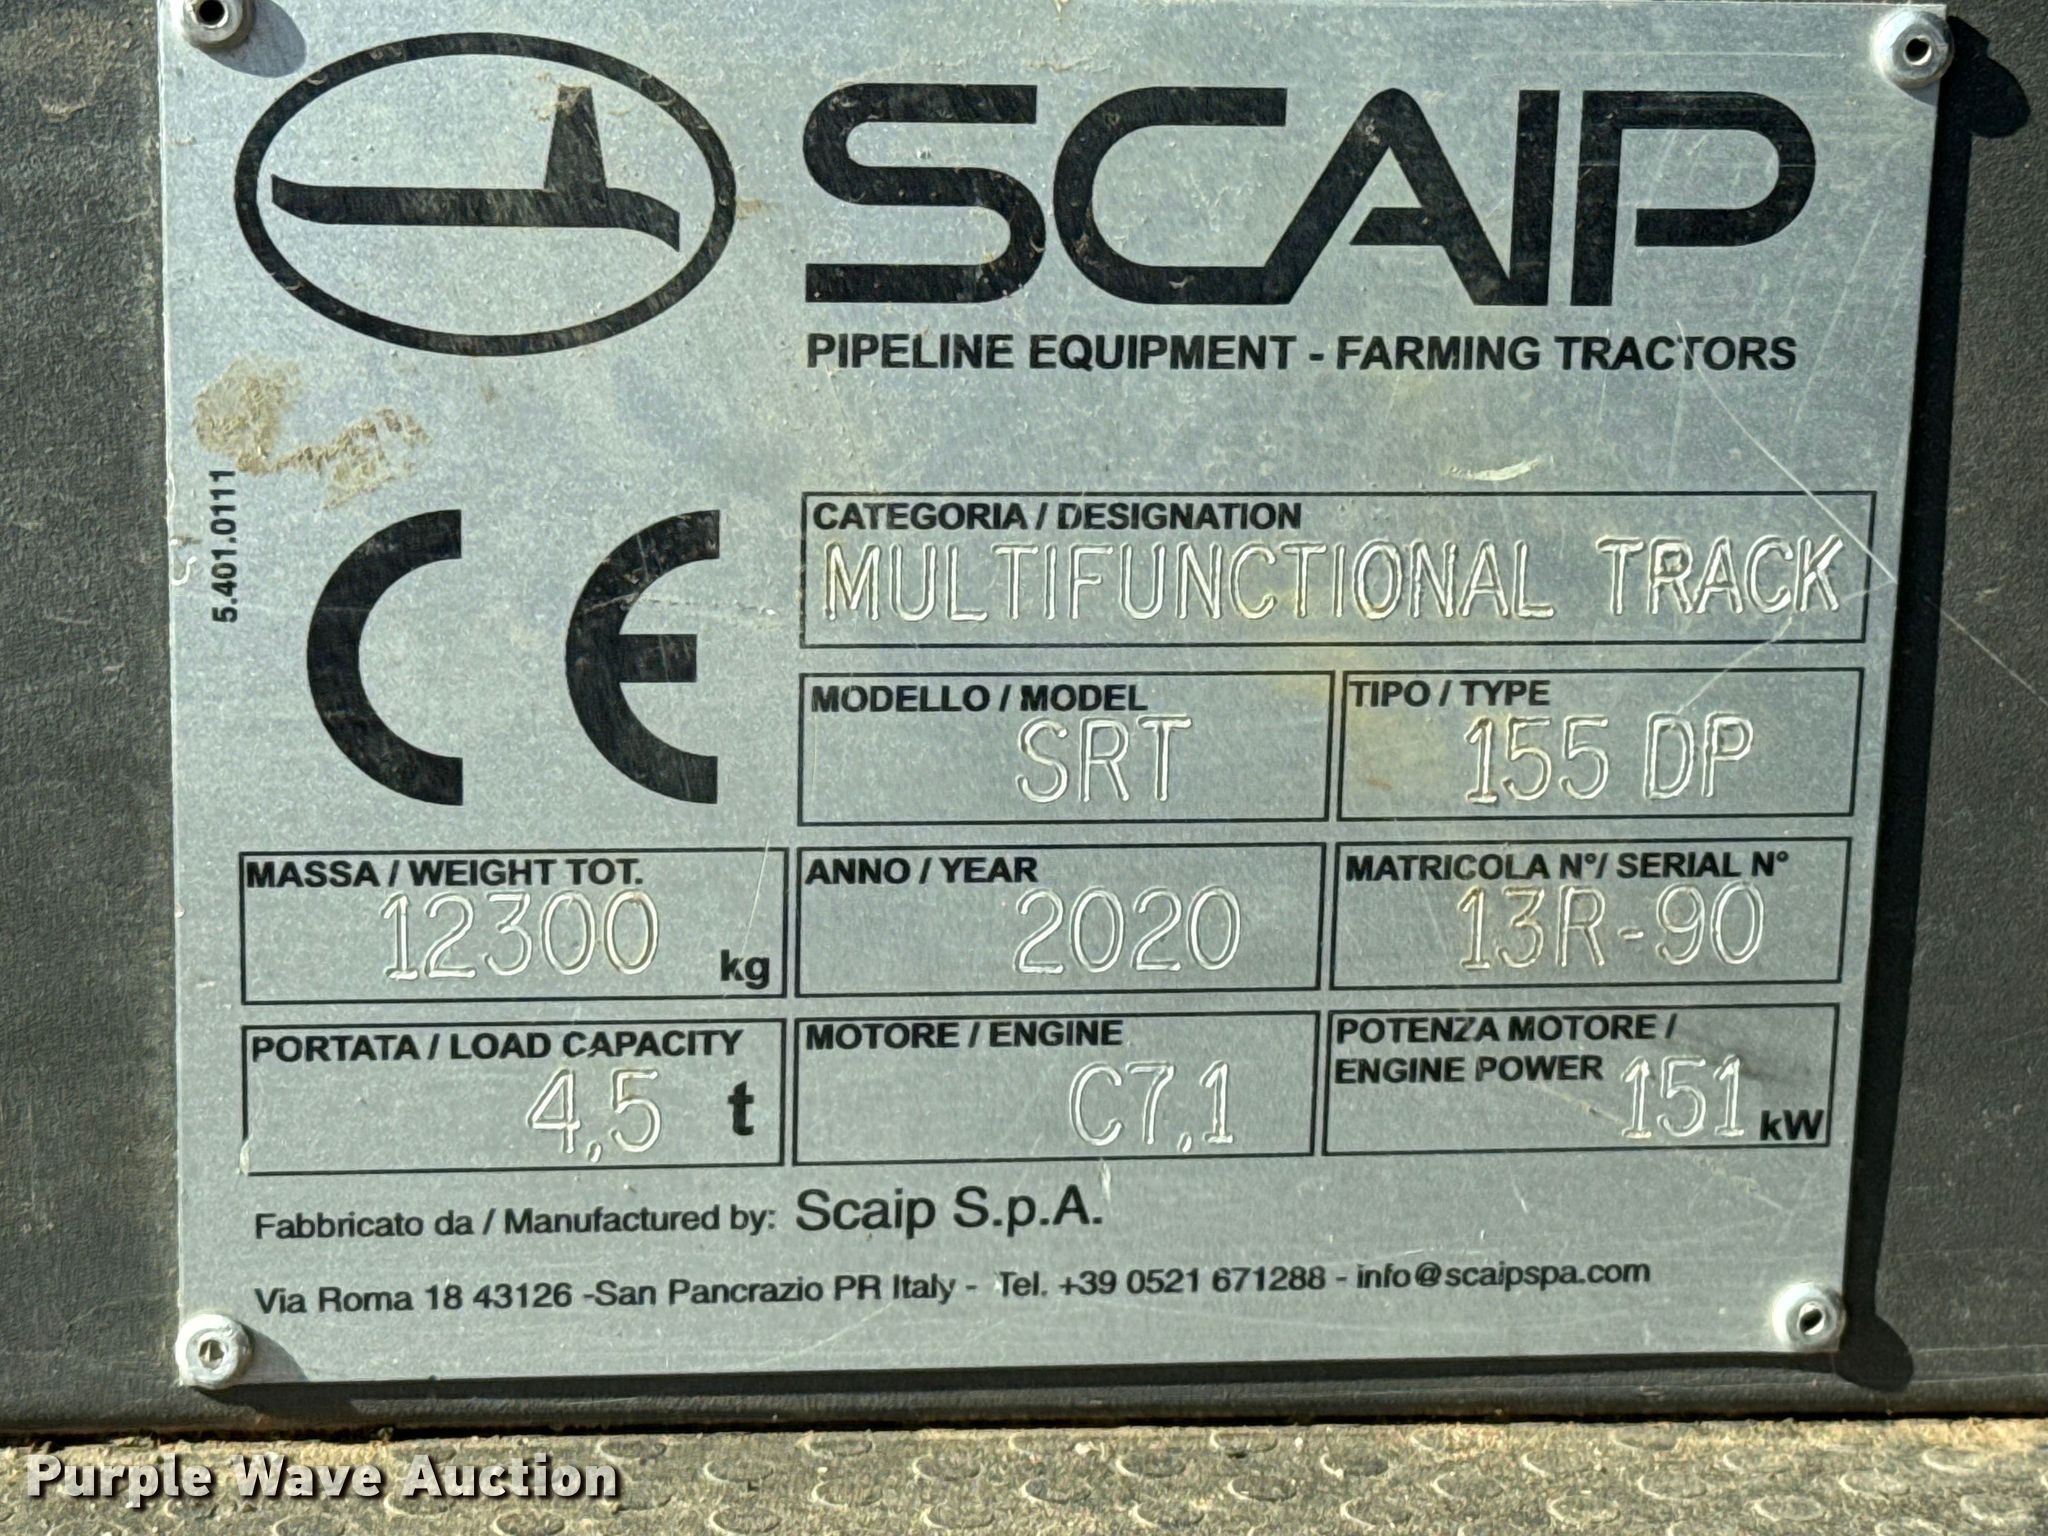 SCAIP
PIPELINE EQUIPMENT - FARMING TRACTORS
5.401.0111
CE
CATEGORIA / DESIGNATION
MULTIFUNCTIONAL TRACK
MODELLO / MODEL
SRT
TIPO / TYPE
155 DP
MASSA / WEIGHT TOT.
12300 kg
ANNO / YEAR
2020
MATRICOLA N°/ SERIAL N°
13R-90
PORTATA / LOAD CAPACITY
4,5 t
MOTORE / ENGINE
C7,1
POTENZA MOTORE /
ENGINE POWER 151 kW
Fabbricato da / Manufactured by: Scaip S.p.A.
Via Roma 18 43126 -San Pancrazio PR Italy - Tel. +39 0521 671288 - info@scaipspa.com
Purple Wave Auction